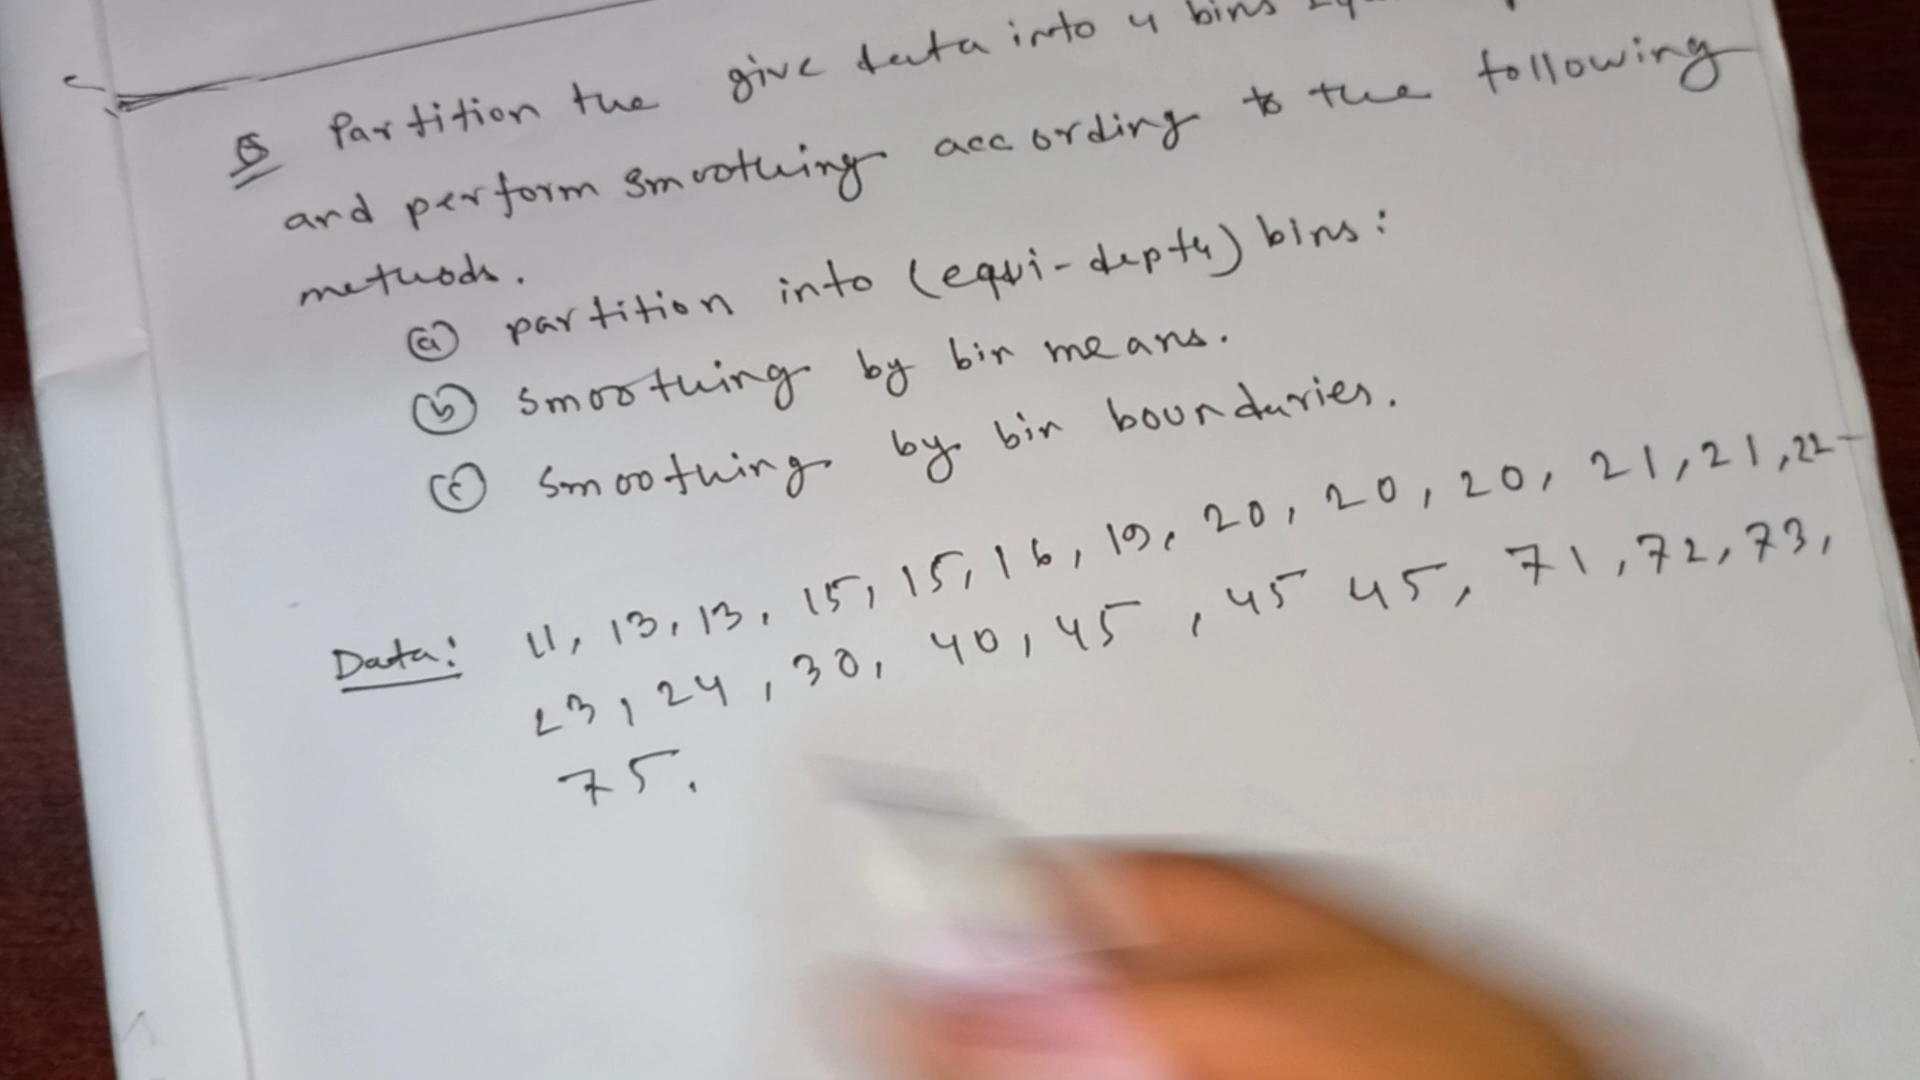 Q Partition the give data into 4 bins
and perform smoothing according to the following
methods.
(a) partition into (equi-depth) bins:
(b) smoothing by bin means.
(c) smoothing by bin boundaries.
Data: 11, 13, 13, 15, 15, 16, 19, 20, 20, 20, 21, 21, 22
23, 24, 30, 40, 45, 45 45, 71, 72, 73,
75.